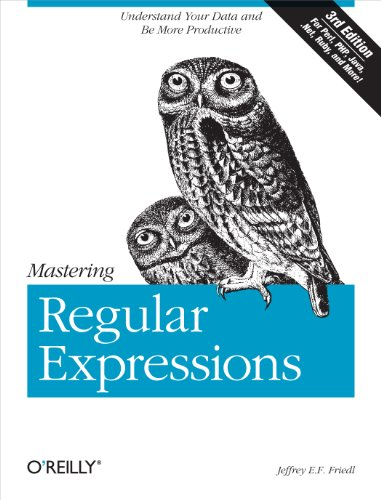 Understand Your Data and
Be More Productive
3rd Edition
For Perl, PHP, Java,
.Net, Ruby, and More!
Mastering
Regular
Expressions
O'REILLY®
Jeffrey E.F. Friedl